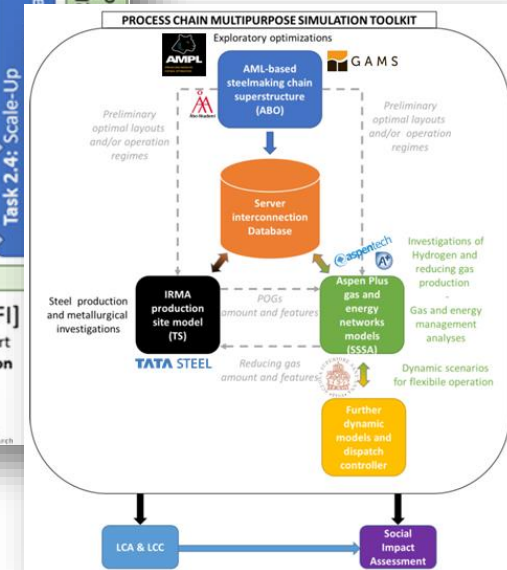 Task 2.4: Scale-Up
PROCESS CHAIN MULTIPURPOSE SIMULATION TOOLKIT
Exploratory optimizations
AMPL
GAMS
AML-based
steelmaking chain
superstructure
(ABO)
Åbo Akademi
Preliminary
optimal layouts
and/or operation
regimes
Preliminary
optimal layouts
and/or operation
regimes
Server
interconnection
Database
aspentech
A+
Investigations of
Hydrogen and
reducing gas
production
-
Gas and energy
management
analyses
Steel production
and metallurgical
investigations
IRMA
production
site model
(TS)
POGs
amount and features
Aspen Plus
gas and
energy
networks
models
(SSSA)
TATA STEEL
Reducing gas
amount and features
Dynamic scenarios
for flexibile operation
Further
dynamic
models and
dispatch
controller
LCA & LCC
Social
Impact
Assessment
FI]